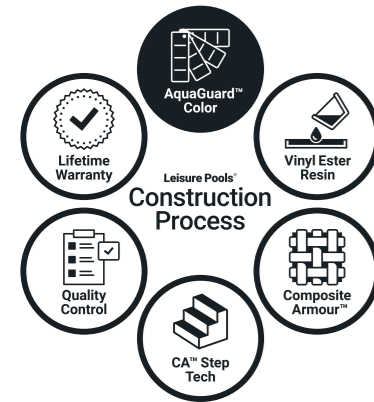 AquaGuard™
Color
Lifetime
Warranty
Vinyl Ester
Resin
Leisure Pools®
Construction
Process
Quality
Control
Composite
Armour™
CA™ Step
Tech